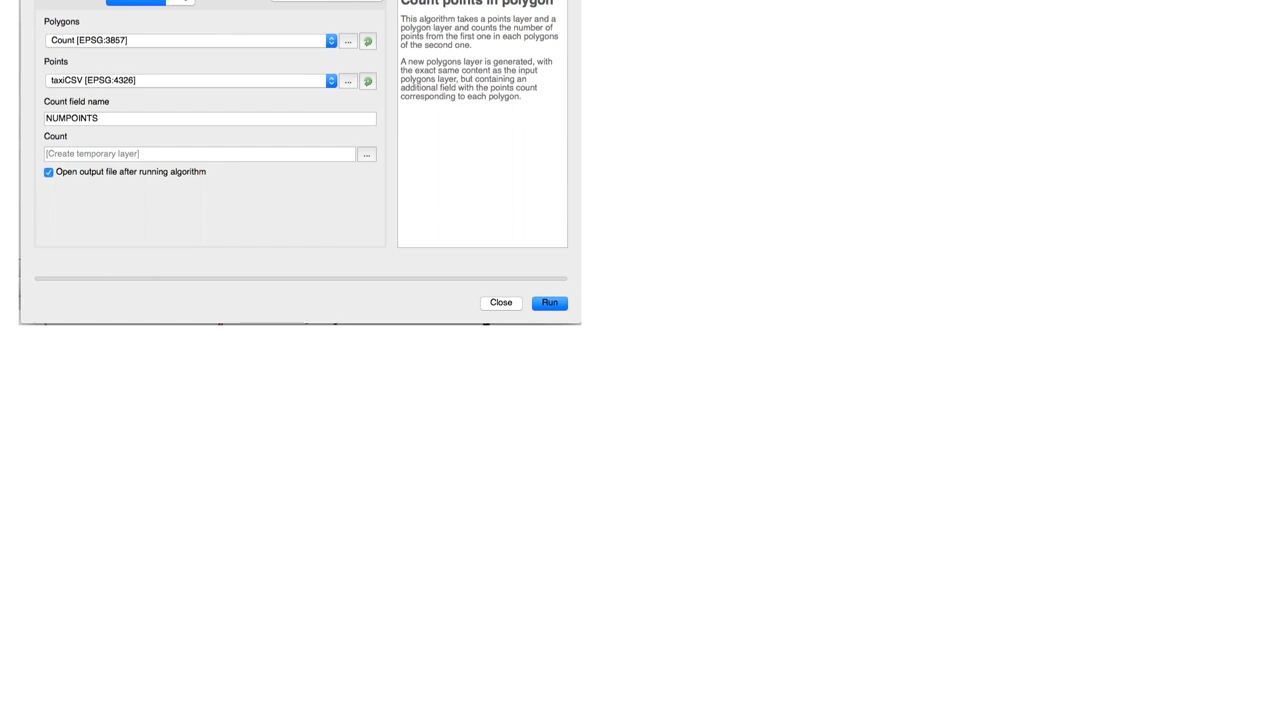 Count points in polygon
Polygons
Count [EPSG:3857]
...
Points
taxiCSV [EPSG:4326]
...
Count field name
NUMPOINTS
Count
[Create temporary layer]
...
Open output file after running algorithm
This algorithm takes a points layer and a
polygon layer and counts the number of
points from the first one in each polygons
of the second one.
A new polygons layer is generated, with
the exact same content as the input
polygons layer, but containing an
additional field with the points count
corresponding to each polygon.
Close
Run